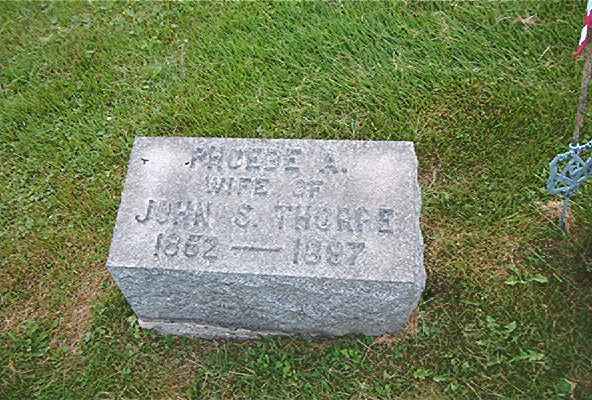 PHOEBE A.
WIFE OF
JOHN S. THORPE
1852 — 1897